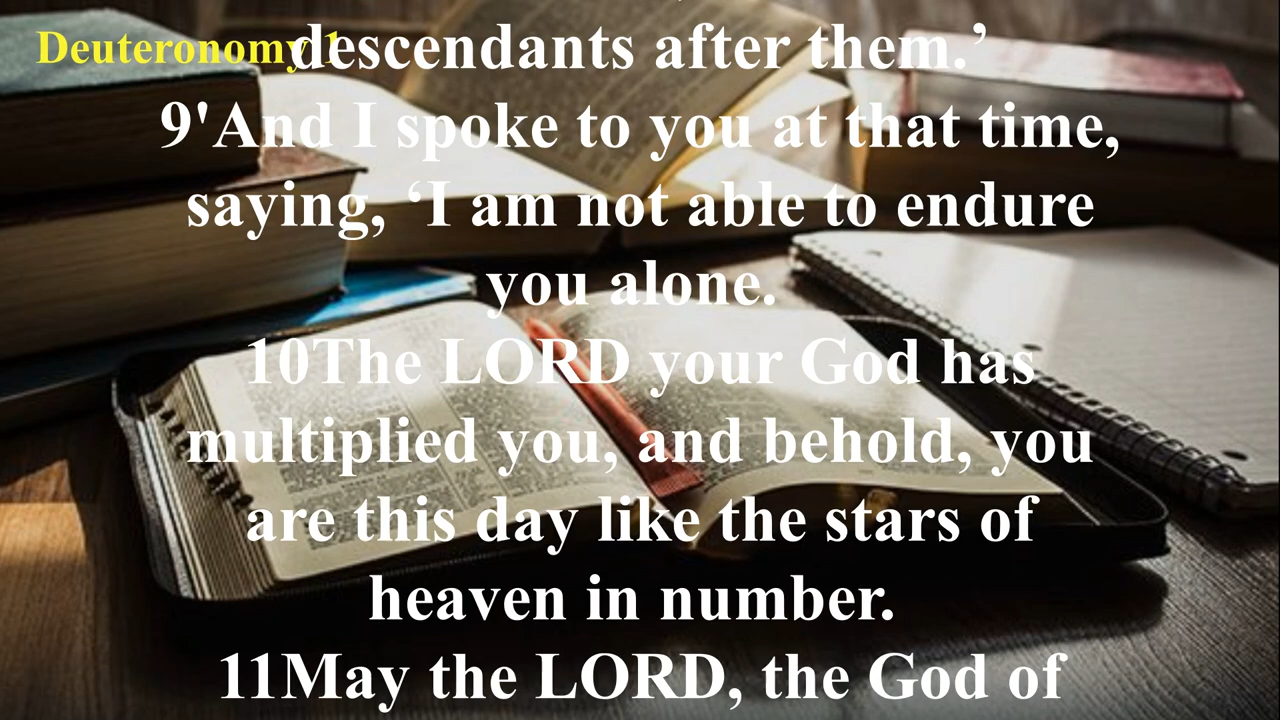 Deuteronomy 1
descendants after them.’
9'And I spoke to you at that time,
saying, ‘I am not able to endure
you alone.
10The LORD your God has
multiplied you, and behold, you
are this day like the stars of
heaven in number.
11May the LORD, the God of